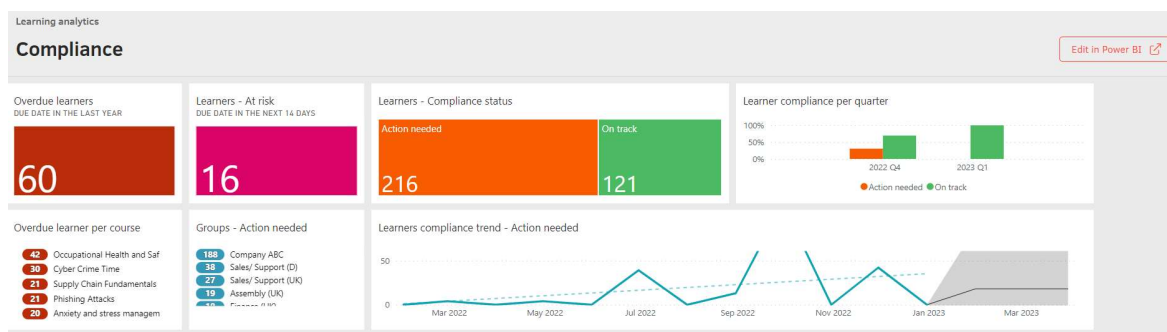 Learning analytics
Compliance
Edit in Power BI
Overdue learners
DUE DATE IN THE LAST YEAR
60
Learners - At risk
DUE DATE IN THE NEXT 14 DAYS
16
Learners - Compliance status
Action needed
216
On track
121
Learner compliance per quarter
100%
50%
0%
2022 Q4 2023 Q1
Action needed On track
Overdue learner per course
42 Occupational Health and Saf
30 Cyber Crime Time
21 Supply Chain Fundamentals
21 Phishing Attacks
20 Anxiety and stress managem
Groups - Action needed
188 Company ABC
38 Sales/ Support (D)
27 Sales/ Support (UK)
19 Assembly (UK)
Learners compliance trend - Action needed
50
0
Mar 2022 May 2022 Jul 2022 Sep 2022 Nov 2022 Jan 2023 Mar 2023